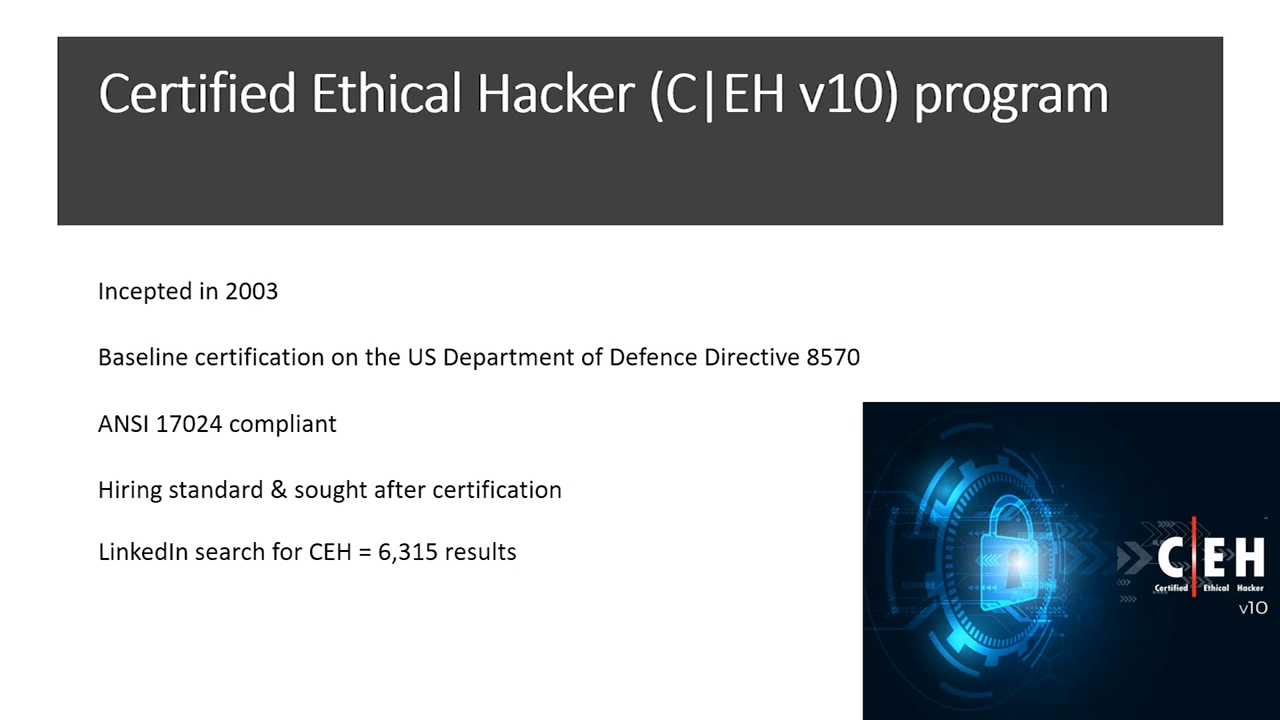 Certified Ethical Hacker (C|EH v10) program
Incepted in 2003
Baseline certification on the US Department of Defence Directive 8570
ANSI 17024 compliant
Hiring standard & sought after certification
LinkedIn search for CEH = 6,315 results
C|EH
Certified Ethical Hacker
v10